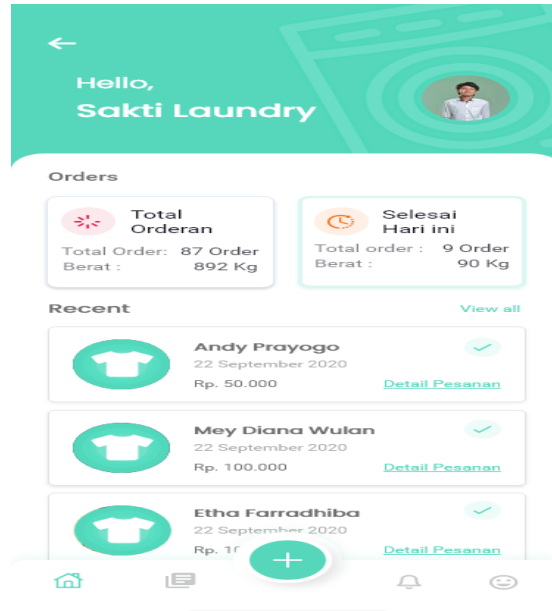 Hello,
Sakti Laundry
Orders
Total
Orderan
Total Order: 87 Order
Berat : 892 Kg
Selesai
Hari ini
Total order : 9 Order
Berat : 90 Kg
Recent View all
Andy Prayogo
22 September 2020
Rp. 50.000 Detail Pesanan
Mey Diana Wulan
22 September 2020
Rp. 100.000 Detail Pesanan
Etha Farradhiba
22 September 2020
Rp. Detail Pesanan